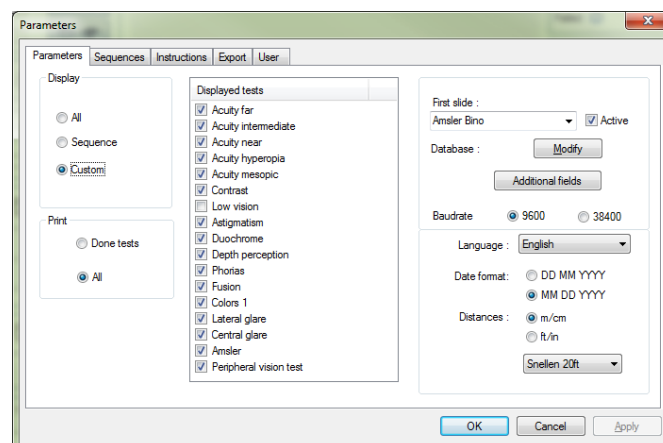 Parameters
Parameters Sequences Instructions Export User
Display
All
Sequence
Custom
Print
Done tests
All
Displayed tests
Acuity far
Acuity intermediate
Acuity near
Acuity hyperopia
Acuity mesopic
Contrast
Low vision
Astigmatism
Duochrome
Depth perception
Phorias
Fusion
Colors 1
Lateral glare
Central glare
Amsler
Peripheral vision test
First slide :
Amsler Bino Active
Database : Modify
Additional fields
Baudrate 9600 38400
Language : English
Date format: DD MM YYYY
MM DD YYYY
Distances : m/cm
ft/in
Snellen 20ft
OK Cancel Apply